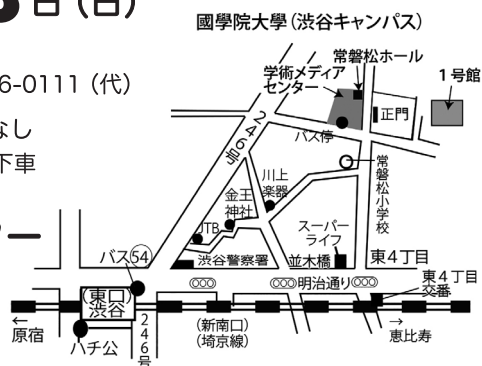 日（日）
國學院大學（渋谷キャンパス）
6-0111（代）
なし
下車
ー
常磐松ホール
学術メディア
センター
1号館
正門
バス停
246号
常磐松小学校
川上
楽器
金王
神社
JTB
スーパー
ライフ
渋谷警察署
並木橋
東4丁目
バス54
明治通り
東4丁目
交番
（東口）
渋谷
←
原宿
ハチ公
246号
（新南口）
（埼京線）
→
恵比寿